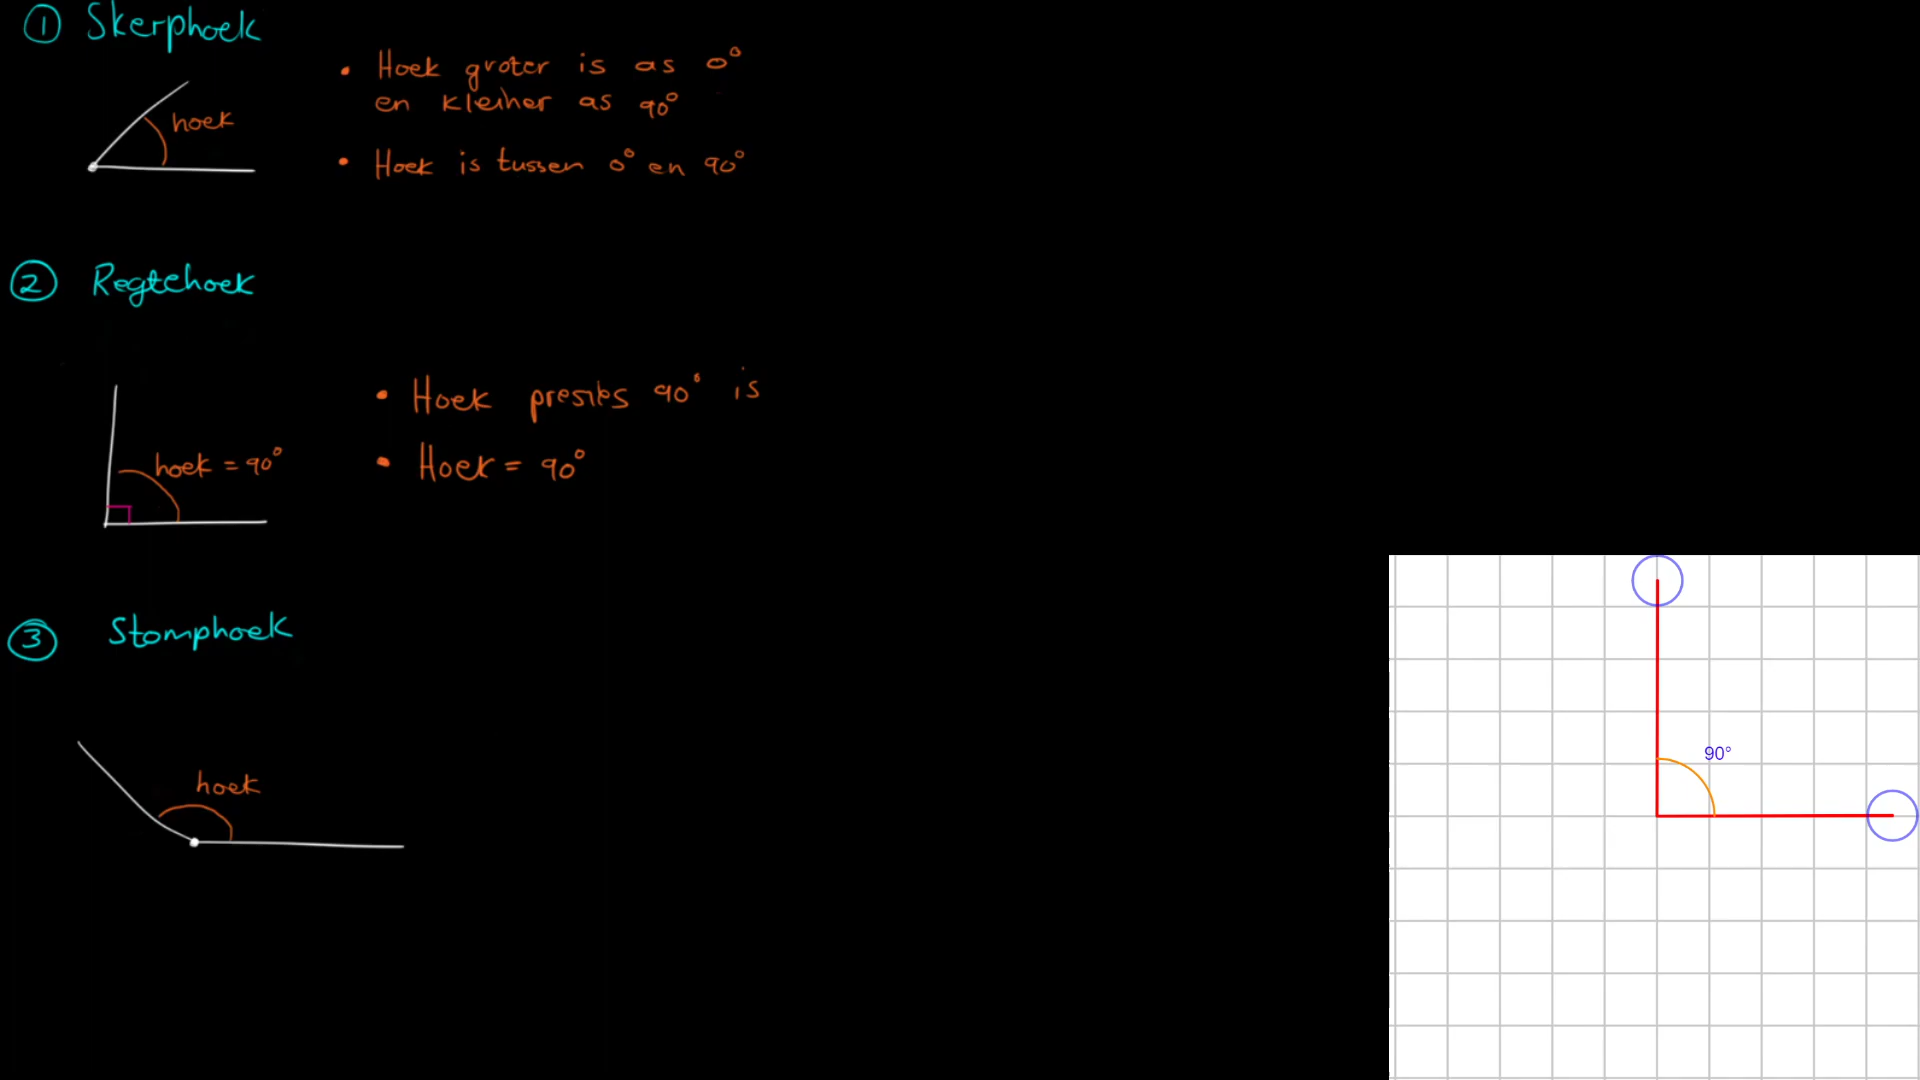 ① Skerphoek
hoek
• Hoek groter is as 0°
en kleiner as 90°
• Hoek is tussen 0° en 90°
② Regtehoek
hoek = 90°
• Hoek presies 90° is
• Hoek = 90°
③ Stomphoek
hoek
90°